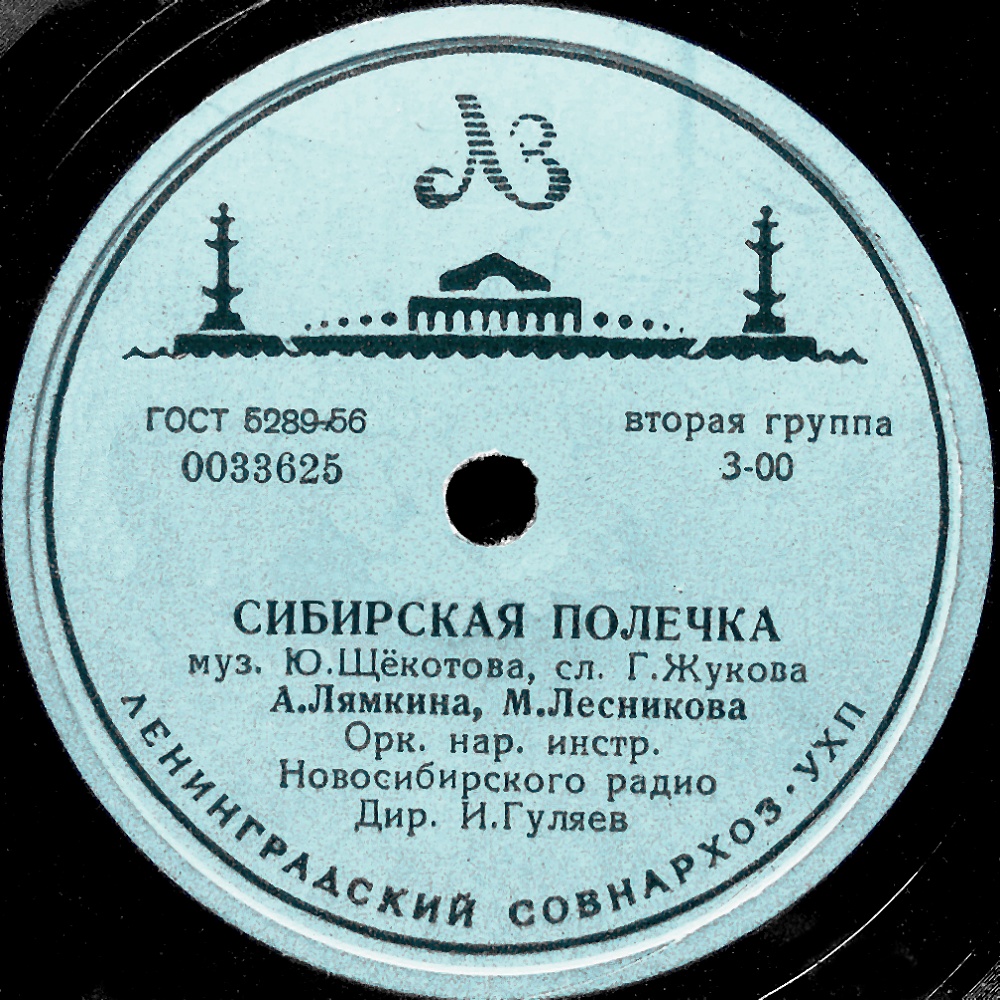 ЛЗ
ГОСТ 5289-56
вторая группа
0033625
3-00
СИБИРСКАЯ ПОЛЕЧКА
муз. Ю.Щёкотова, сл. Г.Жукова
А.Лямкина, М.Лесникова
Орк. нар. инстр.
Новосибирского радио
Дир. И.Гуляев
ЛЕНИНГРАДСКИЙ СОВНАРХОЗ·УХП